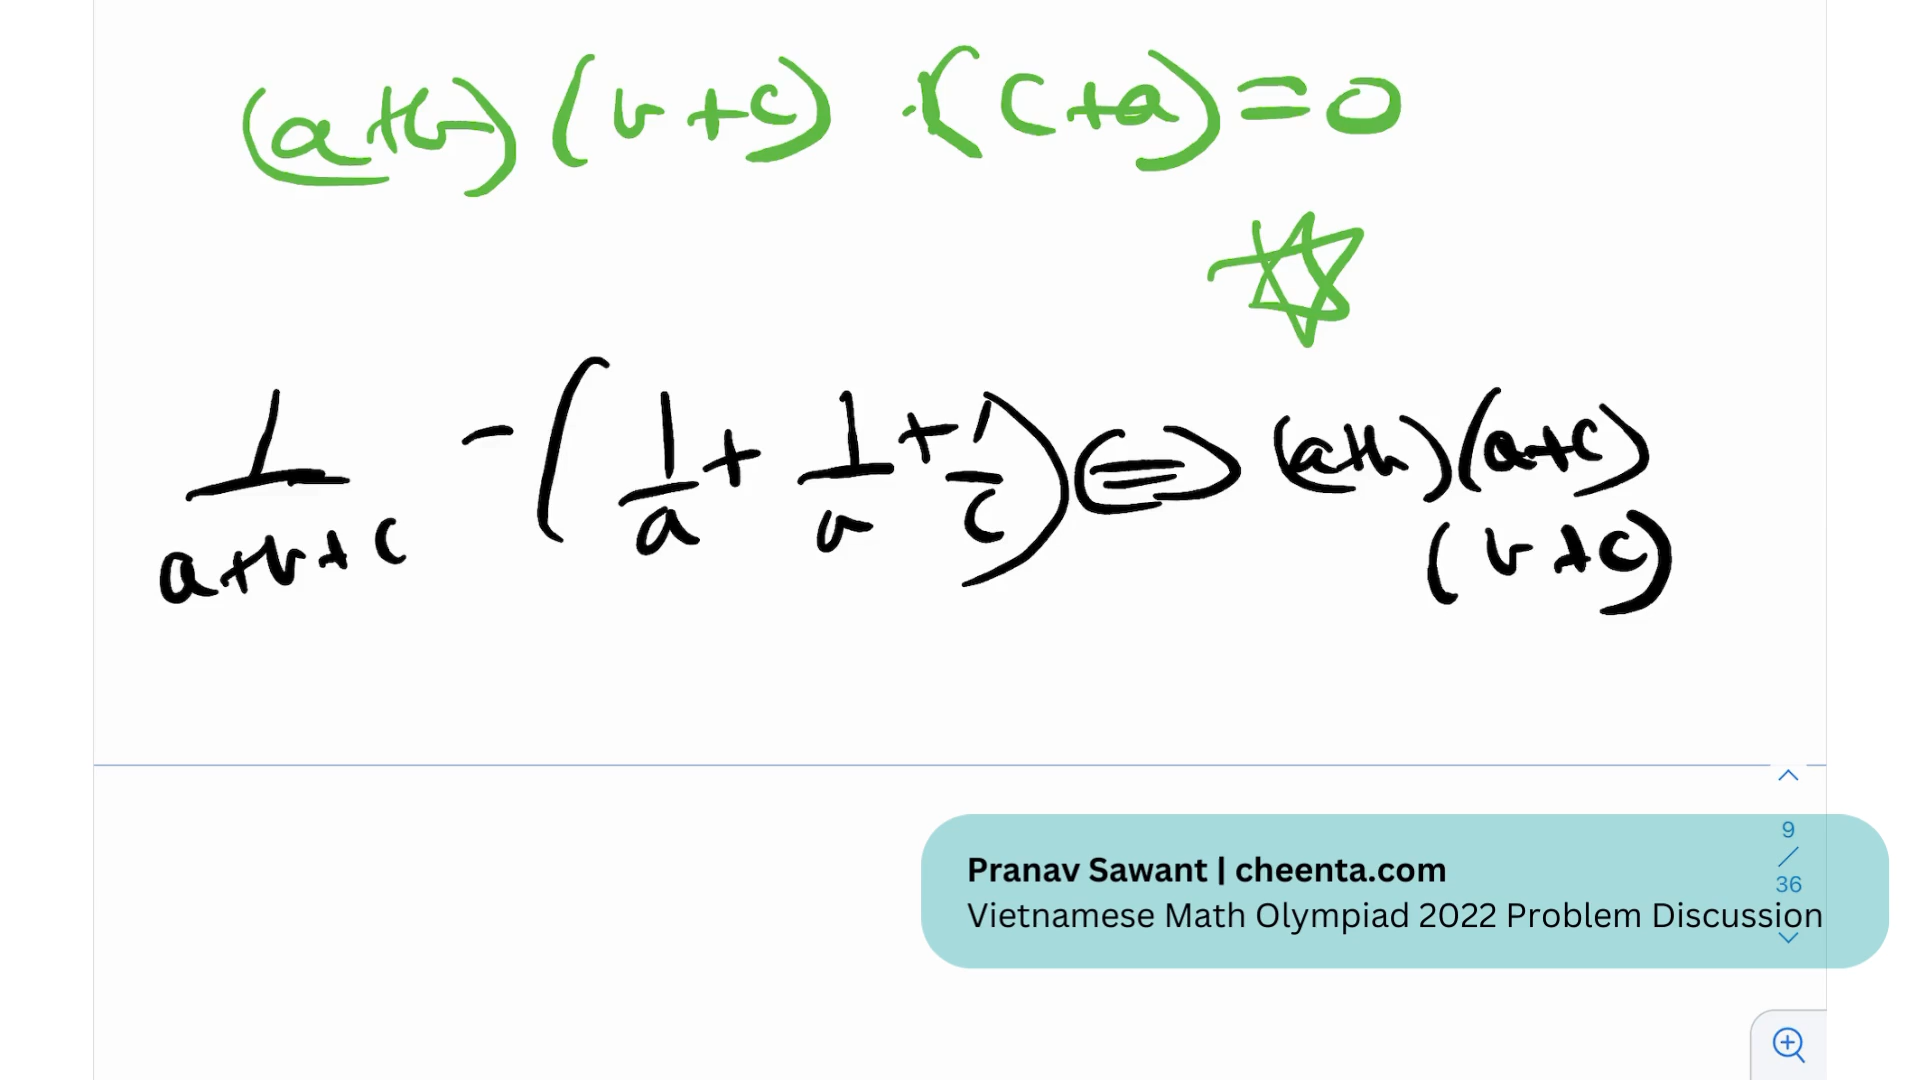 (a+b)(b+c)·(c+a)=0
1/(a+b+c) - (1/a + 1/b + 1/c) ⟺ (a+b)(a+c)
(b+c)
9
/
36
Pranav Sawant | cheenta.com
Vietnamese Math Olympiad 2022 Problem Discussion